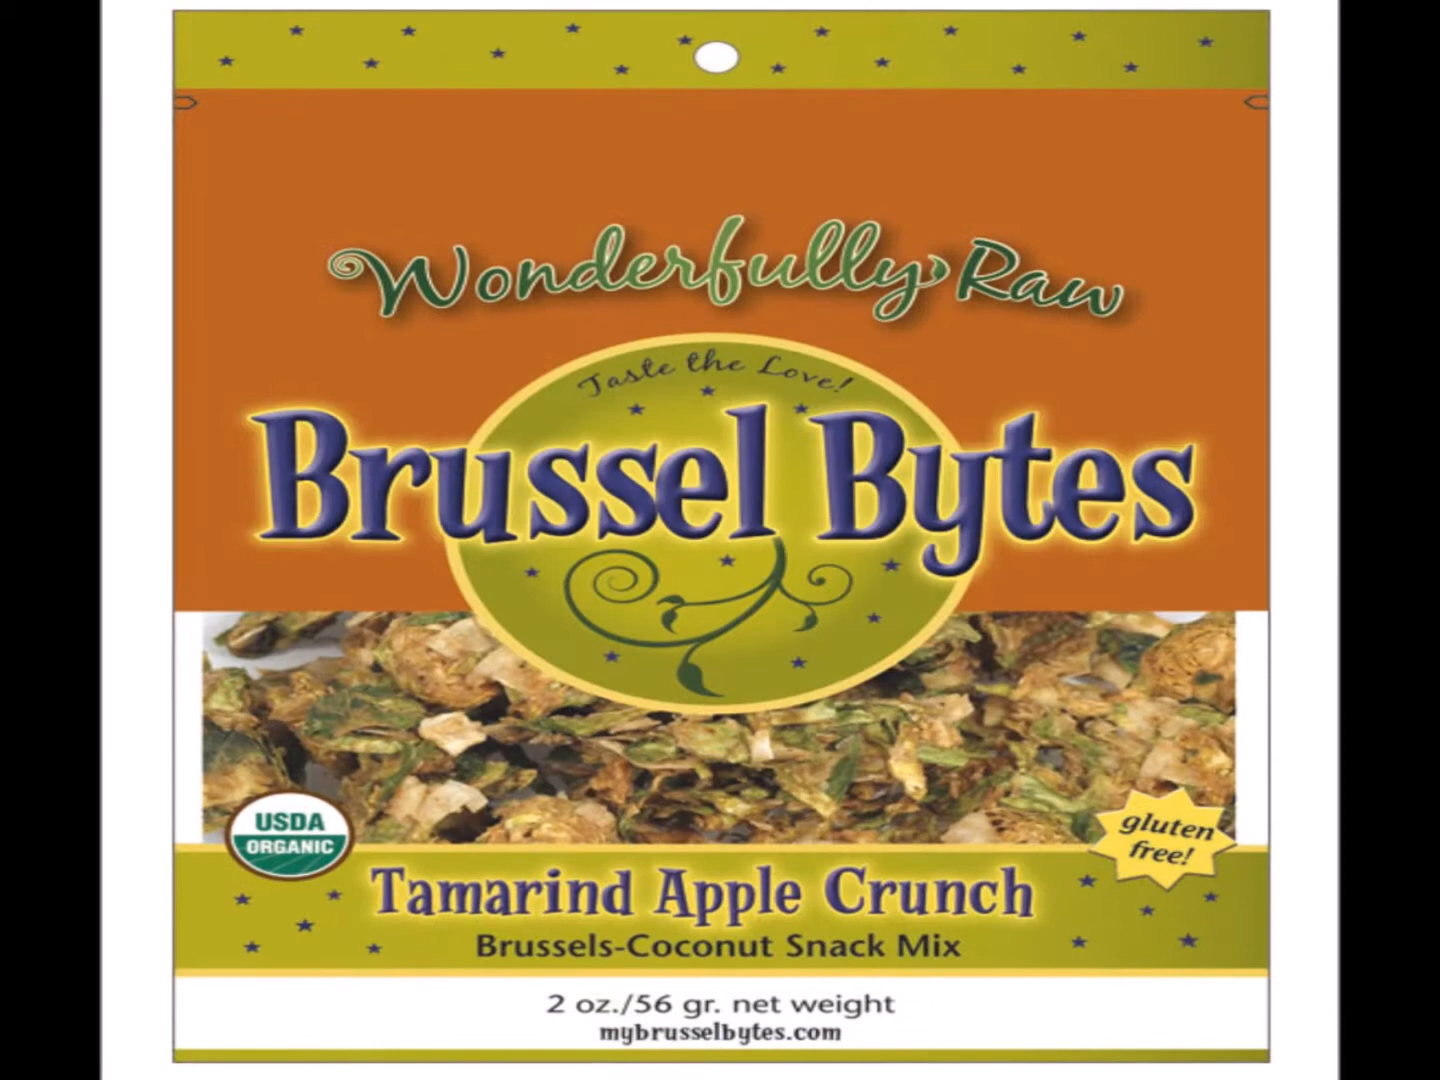 Wonderfully Raw
Taste the Love!
Brussel Bytes
USDA
ORGANIC
gluten
free!
Tamarind Apple Crunch
Brussels-Coconut Snack Mix
2 oz./56 gr. net weight
mybrusselbytes.com